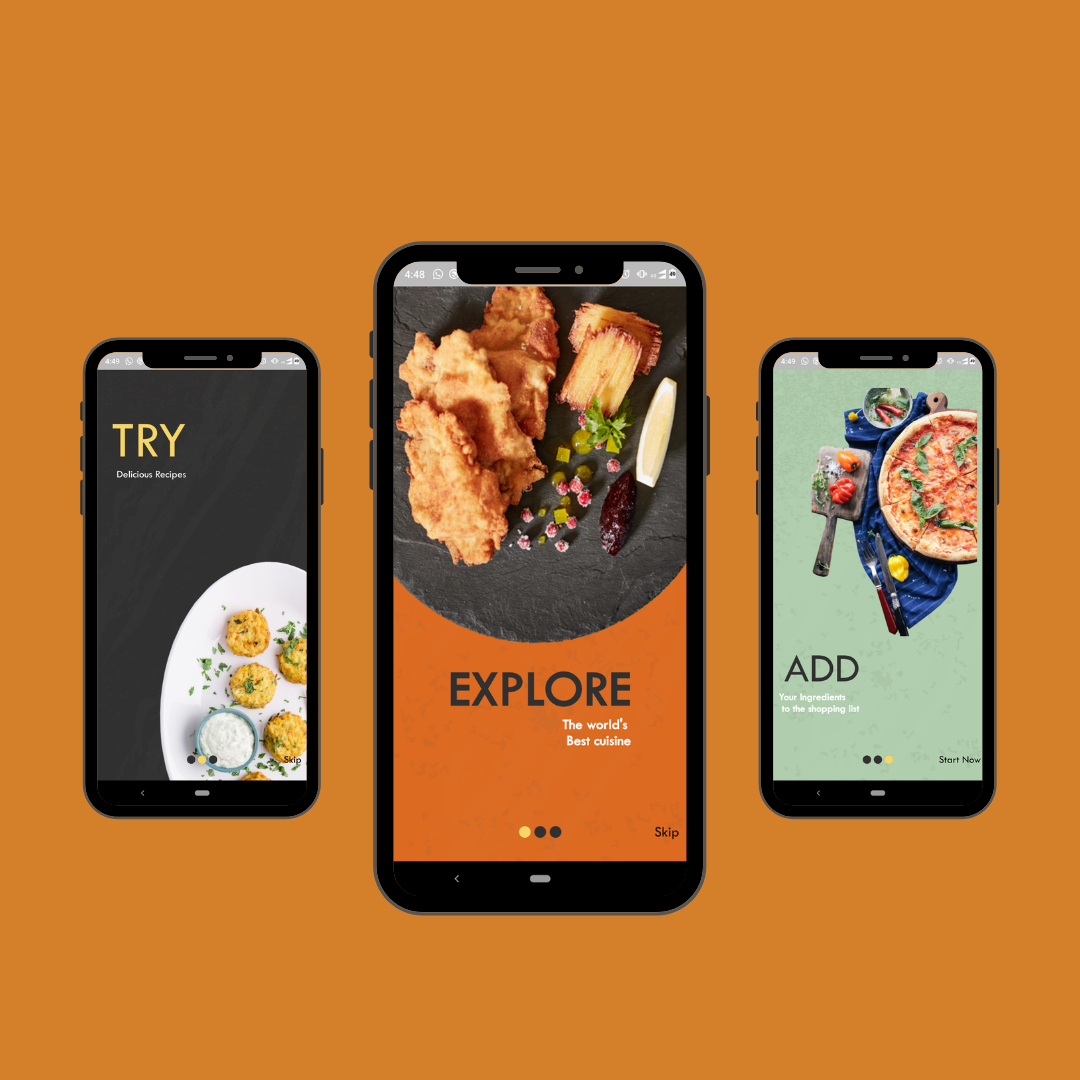 4:49
TRY
Delicious Recipes
Skip
4:48
EXPLORE
The world's
Best cuisine
Skip
4:49
ADD
Your Ingredients
to the shopping list
Start Now